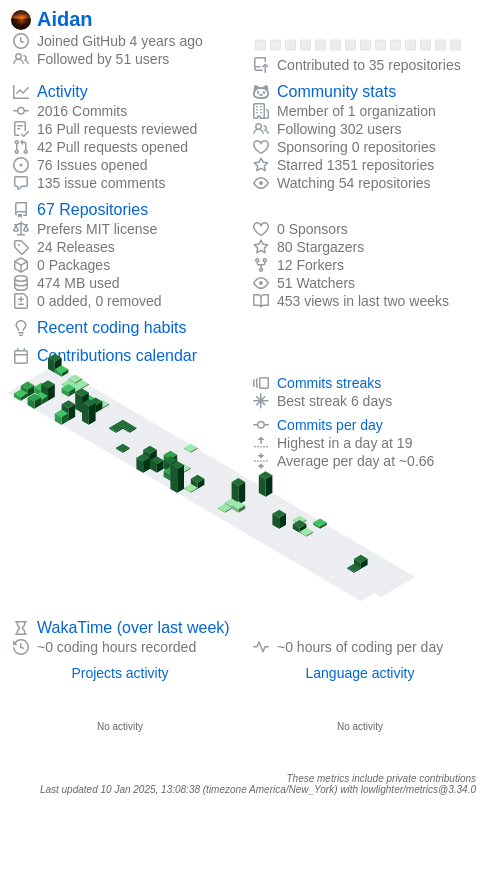 Aidan
Joined GitHub 4 years ago
Followed by 51 users
Contributed to 35 repositories
Activity
2016 Commits
16 Pull requests reviewed
42 Pull requests opened
76 Issues opened
135 issue comments
Community stats
Member of 1 organization
Following 302 users
Sponsoring 0 repositories
Starred 1351 repositories
Watching 54 repositories
67 Repositories
Prefers MIT license
24 Releases
0 Packages
474 MB used
0 added, 0 removed
0 Sponsors
80 Stargazers
12 Forkers
51 Watchers
453 views in last two weeks
Recent coding habits
Contributions calendar
Commits streaks
Best streak 6 days
Commits per day
Highest in a day at 19
Average per day at ~0.66
WakaTime (over last week)
~0 coding hours recorded
~0 hours of coding per day
Projects activity
No activity
Language activity
No activity
These metrics include private contributions
Last updated 10 Jan 2025, 13:08:38 (timezone America/New_York) with lowlighter/metrics@3.34.0